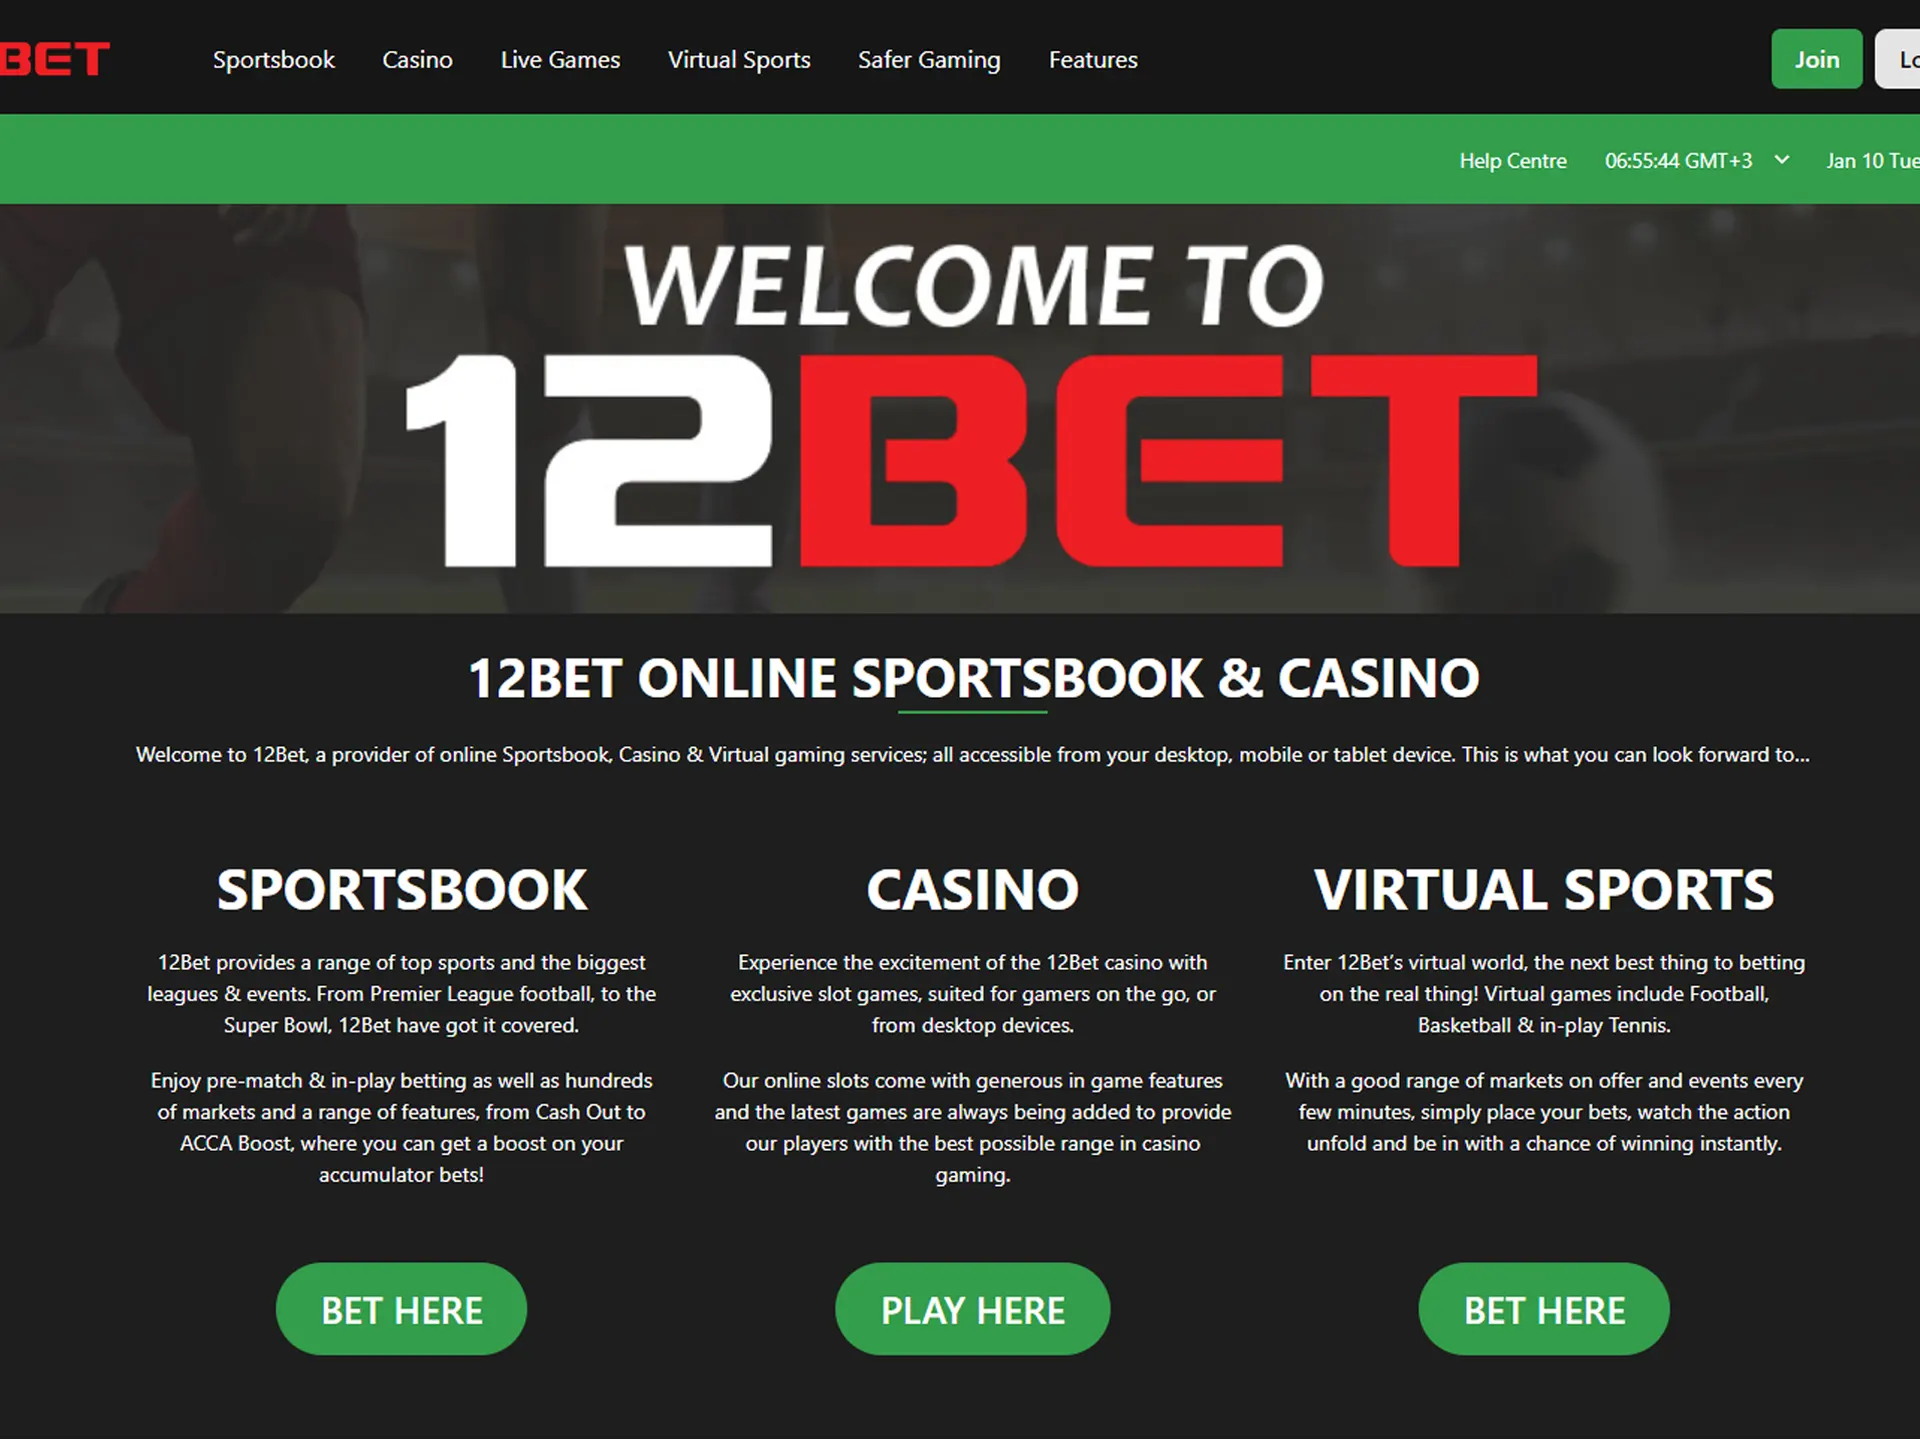 BET
Sportsbook Casino Live Games Virtual Sports Safer Gaming Features Join Lo
Help Centre 06:55:44 GMT+3 Jan 10 Tue
WELCOME TO
12BET
12BET ONLINE SPORTSBOOK & CASINO
Welcome to 12Bet, a provider of online Sportsbook, Casino & Virtual gaming services; all accessible from your desktop, mobile or tablet device. This is what you can look forward to...
SPORTSBOOK
12Bet provides a range of top sports and the biggest
leagues & events. From Premier League football, to the
Super Bowl, 12Bet have got it covered.
Enjoy pre-match & in-play betting as well as hundreds
of markets and a range of features, from Cash Out to
ACCA Boost, where you can get a boost on your
accumulator bets!
BET HERE
CASINO
Experience the excitement of the 12Bet casino with
exclusive slot games, suited for gamers on the go, or
from desktop devices.
Our online slots come with generous in game features
and the latest games are always being added to provide
our players with the best possible range in casino
gaming.
PLAY HERE
VIRTUAL SPORTS
Enter 12Bet’s virtual world, the next best thing to betting
on the real thing! Virtual games include Football,
Basketball & in-play Tennis.
With a good range of markets on offer and events every
few minutes, simply place your bets, watch the action
unfold and be in with a chance of winning instantly.
BET HERE